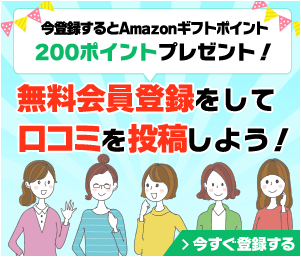 今登録するとAmazonギフトポイント
200ポイントプレゼント！
無料会員登録をして
口コミを投稿しよう！
> 今すぐ登録する